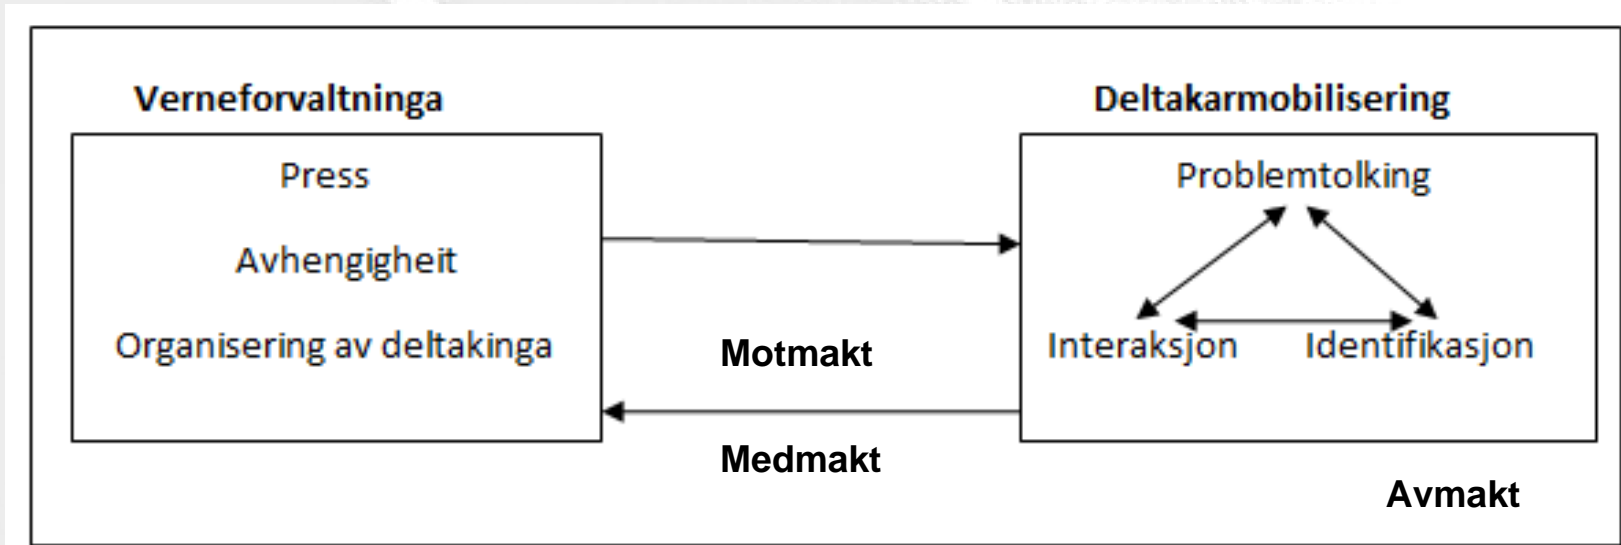 Verneforvaltninga
Press
Avhengigheit
Organisering av deltakinga
Motmakt
Medmakt
Deltakarmobilisering
Problemtolking
Interaksjon
Identifikasjon
Avmakt